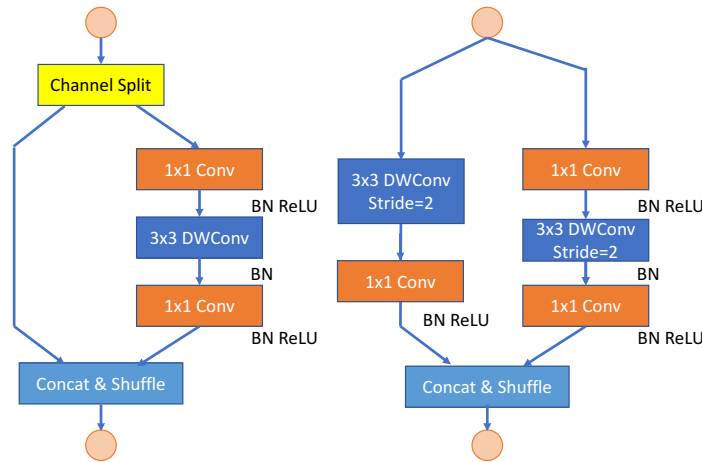 Channel Split
1x1 Conv
BN ReLU
3x3 DWConv
BN
1x1 Conv
BN ReLU
Concat & Shuffle
3x3 DWConv
Stride=2
1x1 Conv
BN ReLU
1x1 Conv
BN ReLU
3x3 DWConv
Stride=2
BN
1x1 Conv
BN ReLU
Concat & Shuffle